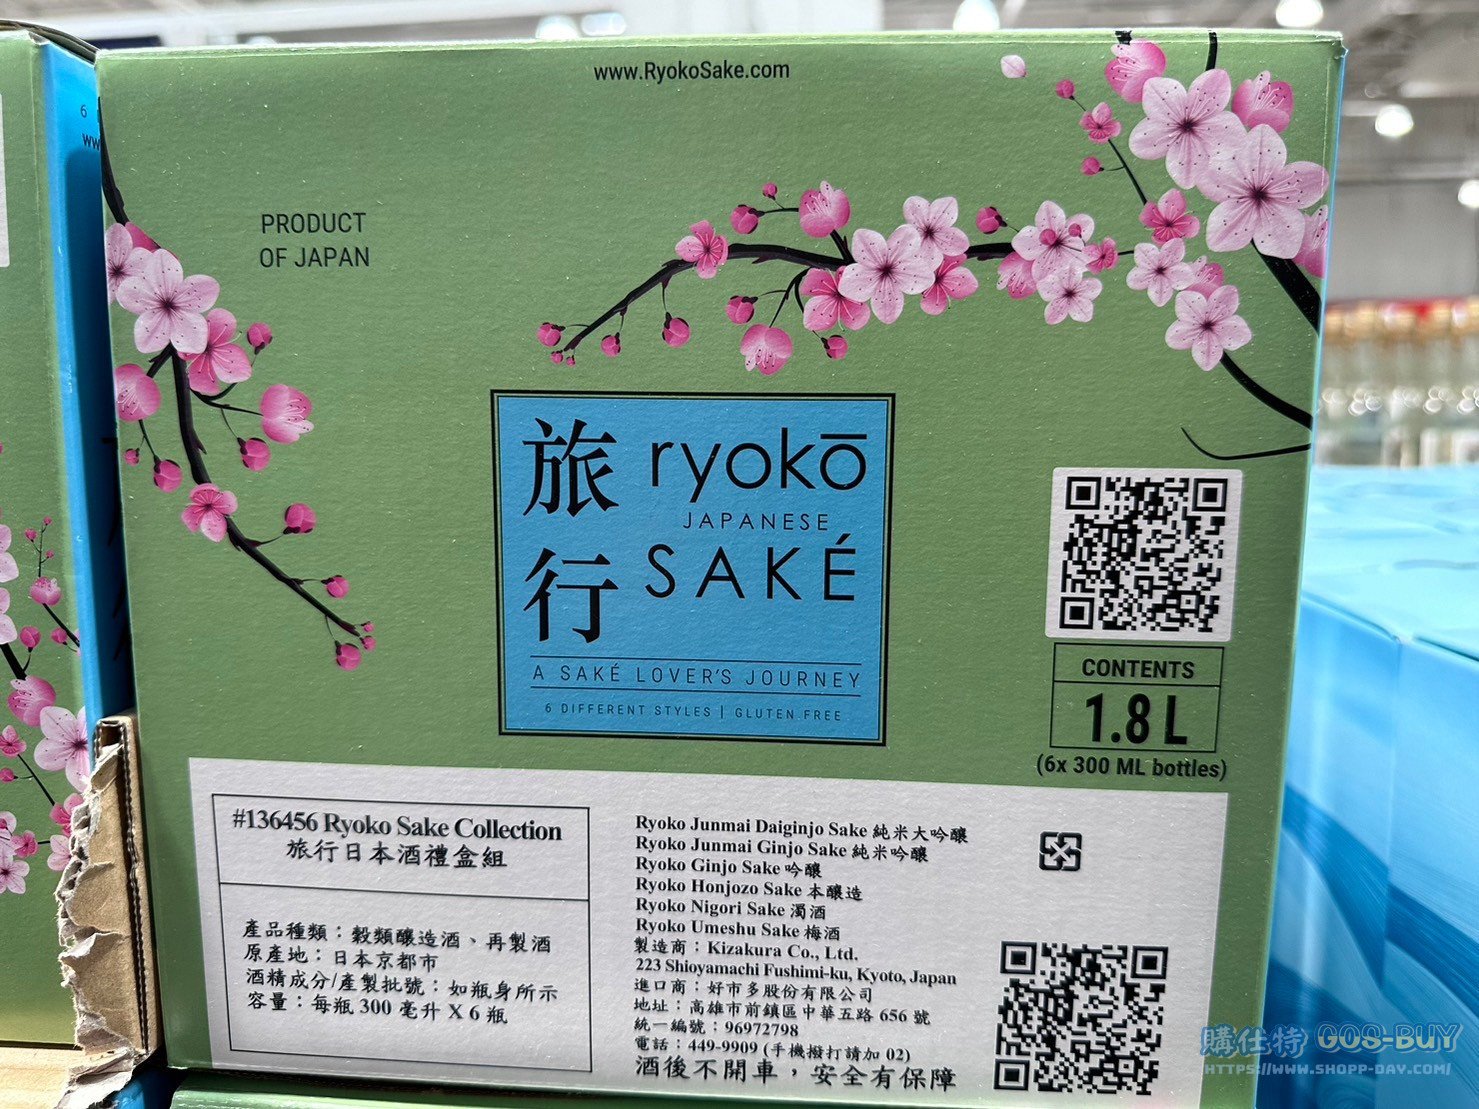 www.RyokoSake.com
PRODUCT
OF JAPAN
旅行
ryokō
JAPANESE
SAKÉ
A SAKÉ LOVER'S JOURNEY
6 DIFFERENT STYLES | GLUTEN FREE
CONTENTS
1.8 L
(6x 300 ML bottles)
#136456 Ryoko Sake Collection
旅行日本酒禮盒組
產品種類：穀類釀造酒、再製酒
原產地：日本京都市
酒精成分/產製批號：如瓶身所示
容量：每瓶 300 毫升 X 6 瓶
Ryoko Junmai Daiginjo Sake 純米大吟釀
Ryoko Junmai Ginjo Sake 純米吟釀
Ryoko Ginjo Sake 吟釀
Ryoko Honjozo Sake 本釀造
Ryoko Nigori Sake 濁酒
Ryoko Umeshu Sake 梅酒
製造商：Kizakura Co., Ltd.
223 Shioyamachi Fushimi-ku, Kyoto, Japan
進口商：好市多股份有限公司
地址：高雄市前鎮區中華五路 656 號
統一編號：96972798
電話：449-9909 (手機撥打請加 02)
酒後不開車，安全有保障
6
ww
購仕特 GOS-BUY
HTTPS://WWW.SHOPP-DAY.COM/